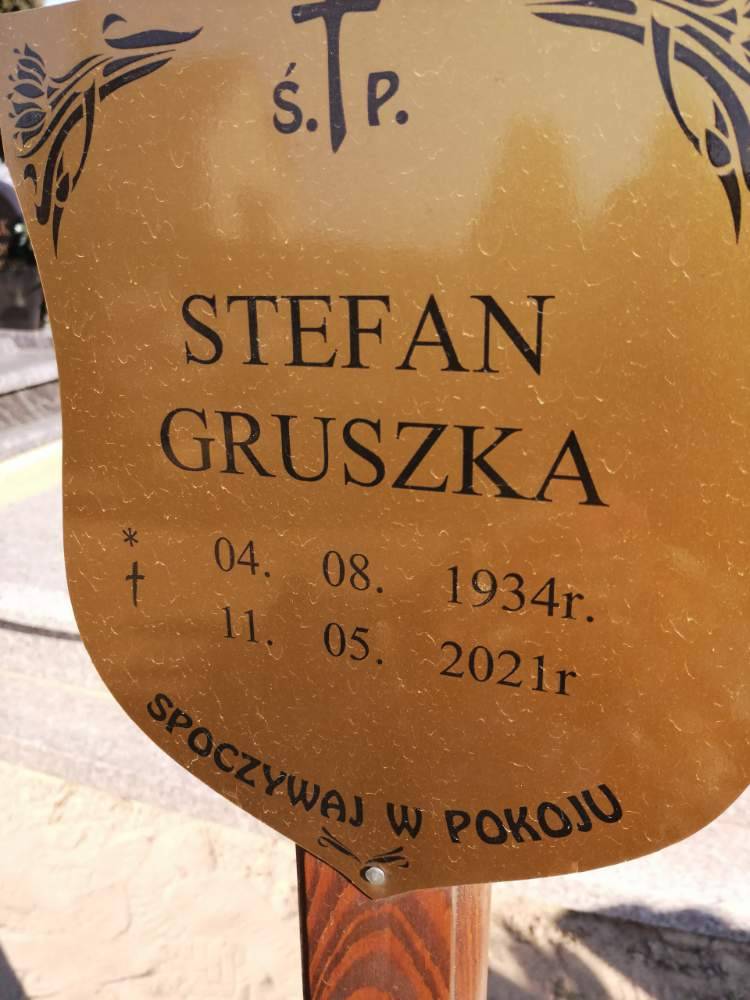 Ś. P.
STEFAN
GRUSZKA
* 04. 08. 1934r.
† 11. 05. 2021r
SPOCZYWAJ W POKOJU